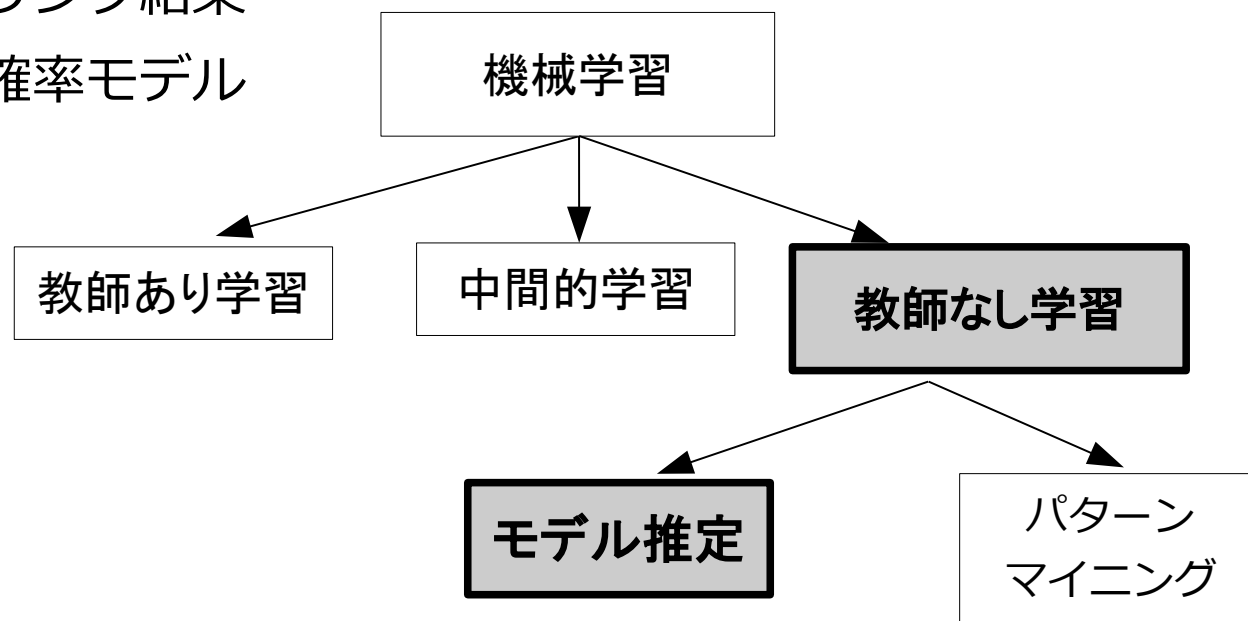 確率モデル
機械学習
教師あり学習
中間的学習
教師なし学習
モデル推定
パターン
マイニング